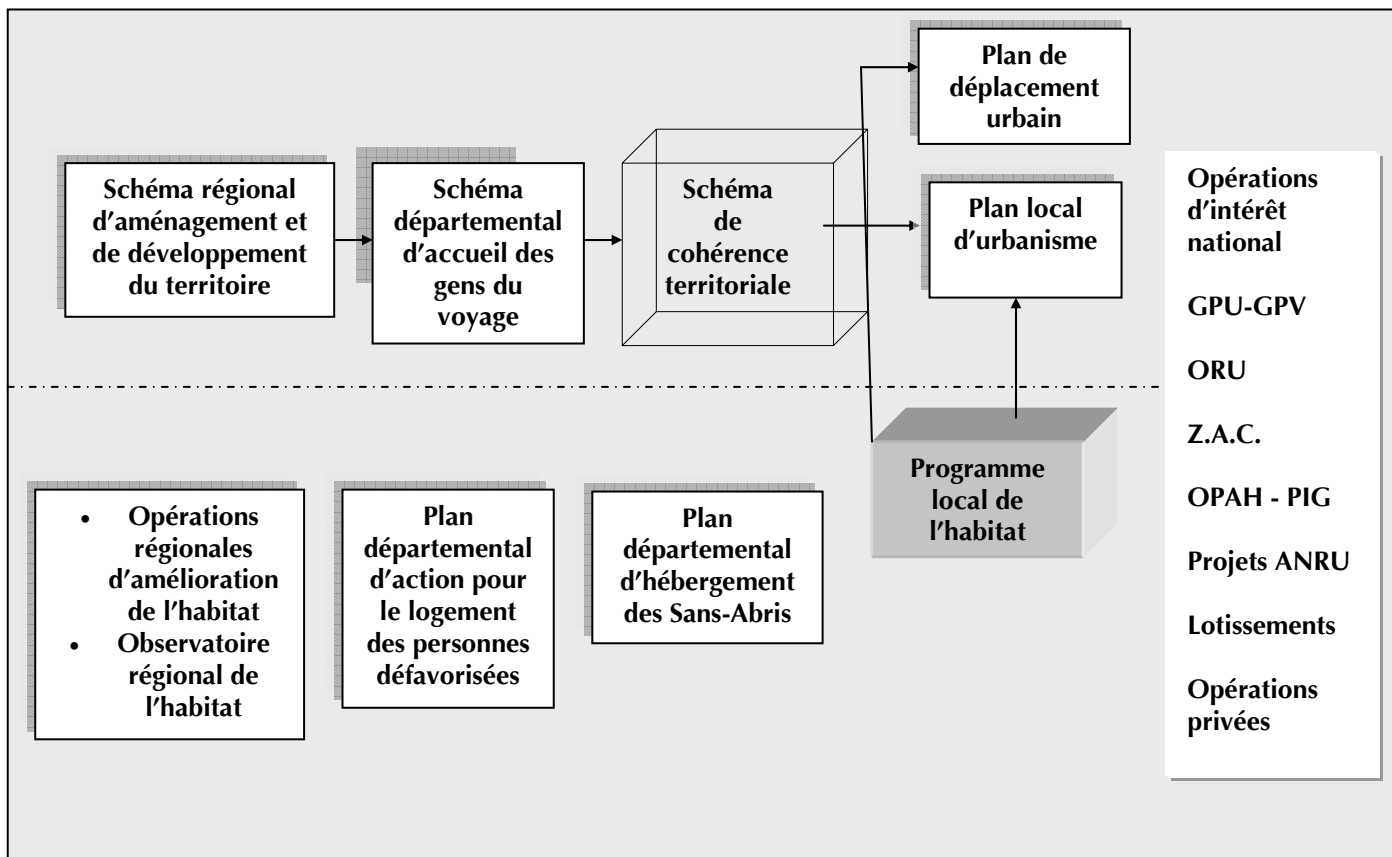 Schéma régional
d'aménagement et
de développement
du territoire
Schéma
départemental
d'accueil des
gens du
voyage
Schéma
de
cohérence
territoriale
Plan de
déplacement
urbain
Plan local
d'urbanisme
• Opérations
régionales
d'amélioration
de l'habitat
• Observatoire
régional de
l'habitat
Plan
départemental
d'action pour
le logement
des personnes
défavorisées
Plan
départemental
d'hébergement
des Sans-Abris
Programme
local de
l'habitat
Opérations
d'intérêt
national
GPU-GPV
ORU
Z.A.C.
OPAH - PIG
Projets ANRU
Lotissements
Opérations
privées